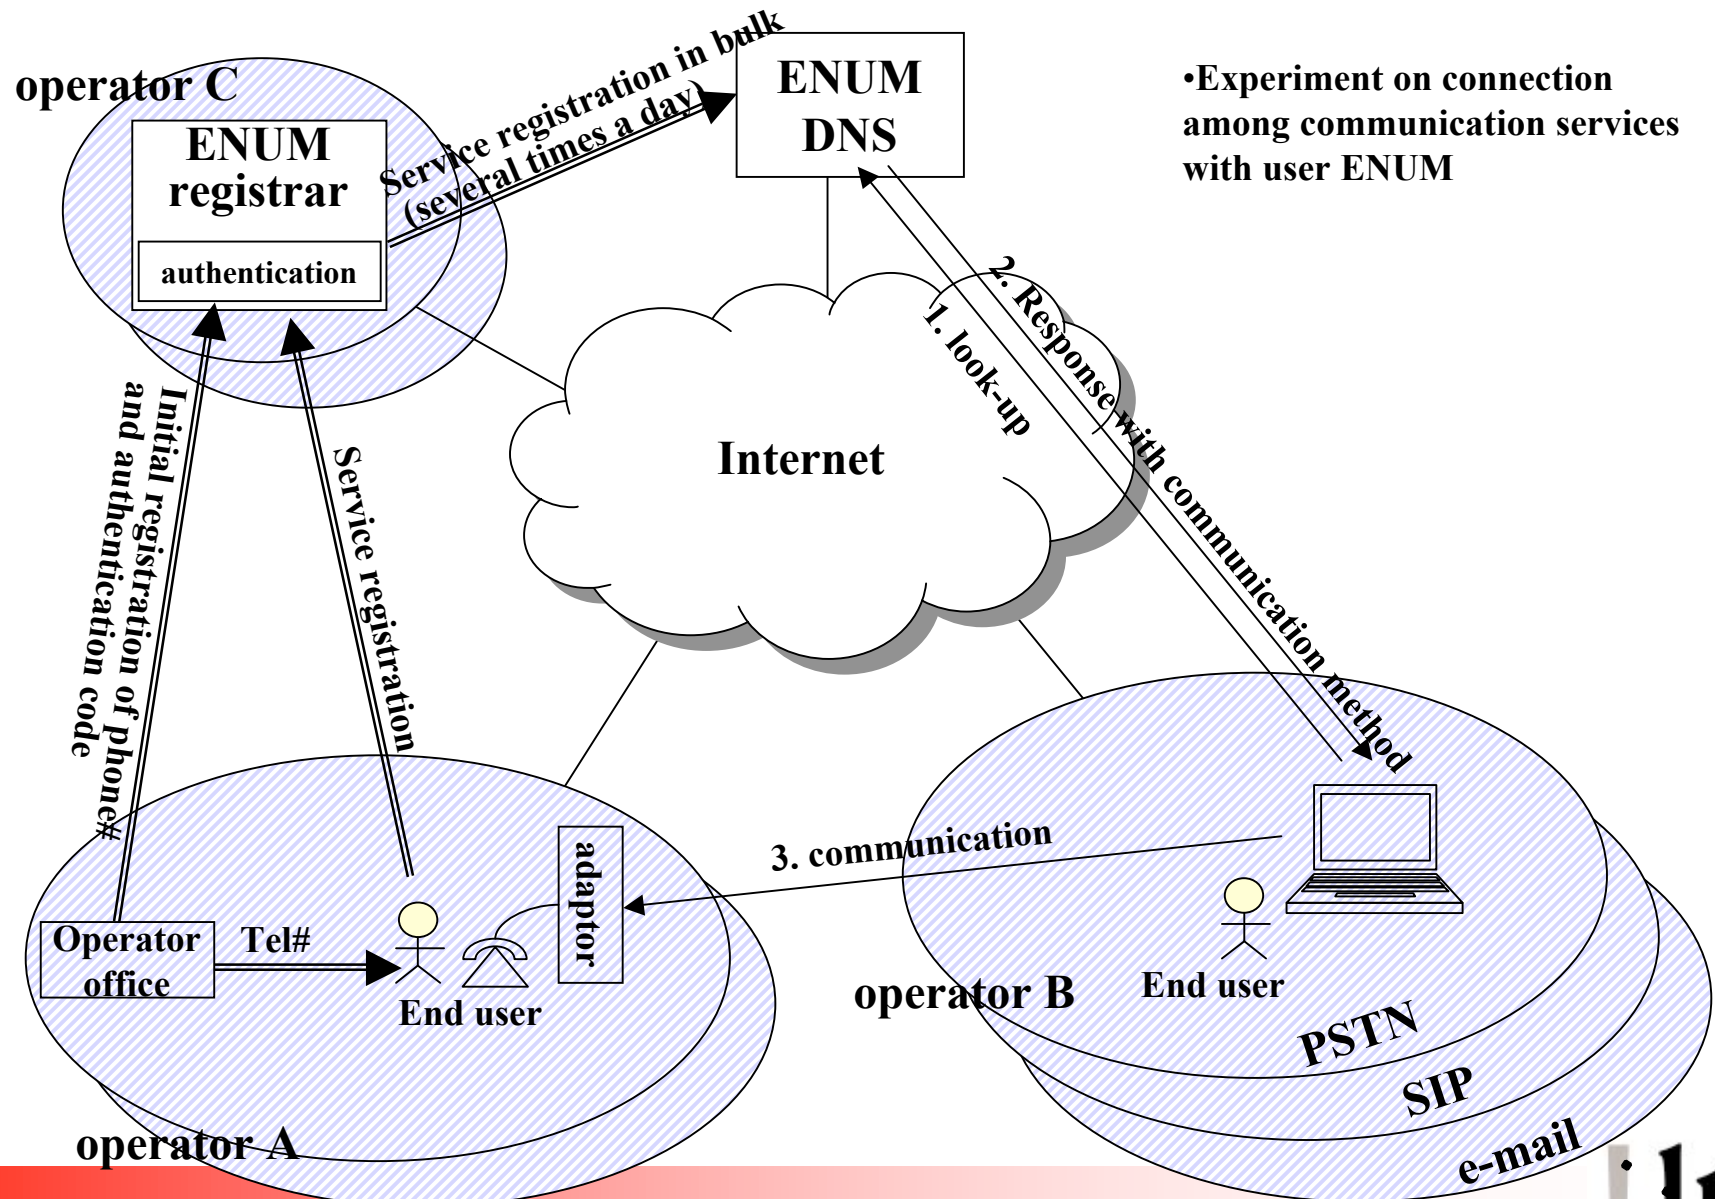 operator C
ENUM
registrar
authentication
Service registration in bulk
(several times a day)
ENUM
DNS
•Experiment on connection
among communication services
with user ENUM
1. look-up
2. Response with communication method
Internet
Initial registration of phone#
and authentication code
Service registration
3. communication
adaptor
Operator
office
Tel#
End user
operator A
operator B
End user
PSTN
SIP
e-mail